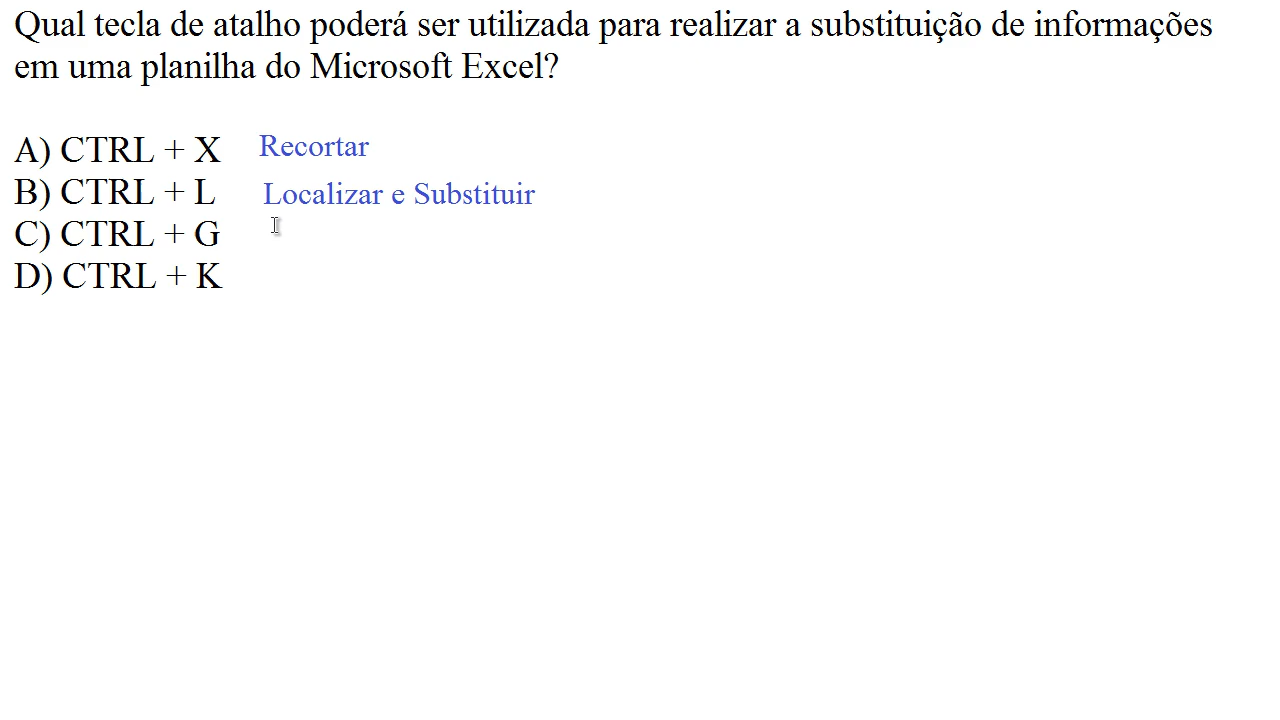 Qual tecla de atalho poderá ser utilizada para realizar a substituição de informações
em uma planilha do Microsoft Excel?
A) CTRL + X Recortar
B) CTRL + L Localizar e Substituir
C) CTRL + G
D) CTRL + K